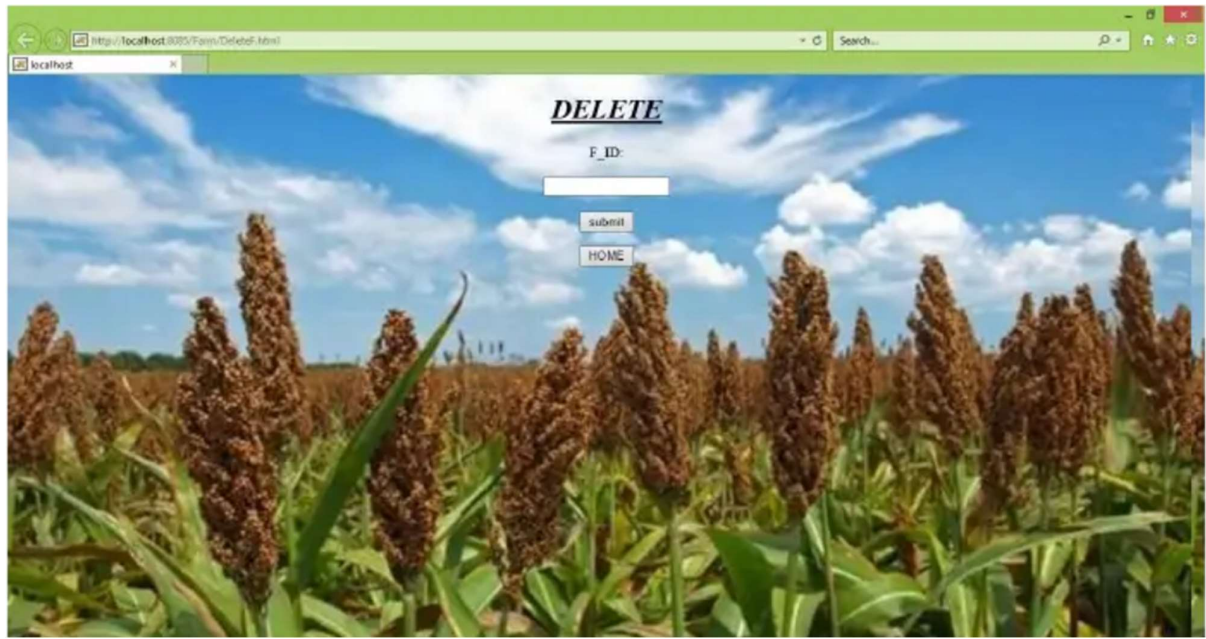 http://localhost:8085/Farm/DeleteF.html
Search...
localhost
DELETE
F_ID:
submit
HOME